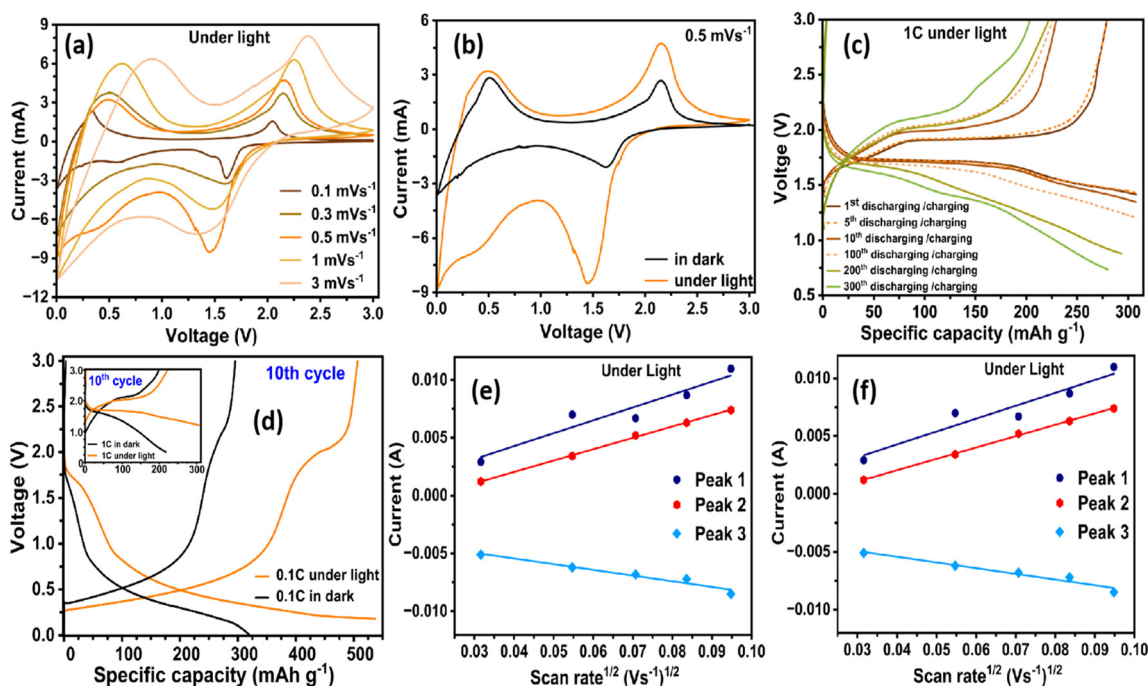 (a)
Under light
Current (mA)
9
6
3
0
−3
−6
−9
−12
0.0 0.5 1.0 1.5 2.0 2.5 3.0
Voltage (V)
0.1 mVs⁻¹
0.3 mVs⁻¹
0.5 mVs⁻¹
1 mVs⁻¹
3 mVs⁻¹
(b)
0.5 mVs⁻¹
Current (mA)
6
3
0
−3
−6
−9
0.0 0.5 1.0 1.5 2.0 2.5 3.0
Voltage (V)
in dark
under light
(c)
1C under light
Voltge (V)
3.0
2.5
2.0
1.5
1.0
0.5
0 50 100 150 200 250 300
Specific capacity (mAh g⁻¹)
1ˢᵗ discharging /charging
5ᵗʰ discharging /charging
10ᵗʰ discharging /charging
100ᵗʰ discharging /charging
200ᵗʰ discharging /charging
300ᵗʰ discharging /charging
(d)
10th cycle
Voltage (V)
3.0
2.5
2.0
1.5
1.0
0.5
0.0
0 100 200 300 400 500
Specific capacity (mAh g⁻¹)
0.1C under light
0.1C in dark
10ᵗʰ cycle
3
2
1
0
0 100 200 300
1C in dark
1C under light
(e)
Under Light
Current (A)
0.010
0.005
0.000
−0.005
−0.010
0.03 0.04 0.05 0.06 0.07 0.08 0.09 0.10
Scan rate¹/² (Vs⁻¹)¹/²
Peak 1
Peak 2
Peak 3
(f)
Under Light
Current (A)
0.010
0.005
0.000
−0.005
−0.010
0.03 0.04 0.05 0.06 0.07 0.08 0.09 0.10
Scan rate¹/² (Vs⁻¹)¹/²
Peak 1
Peak 2
Peak 3